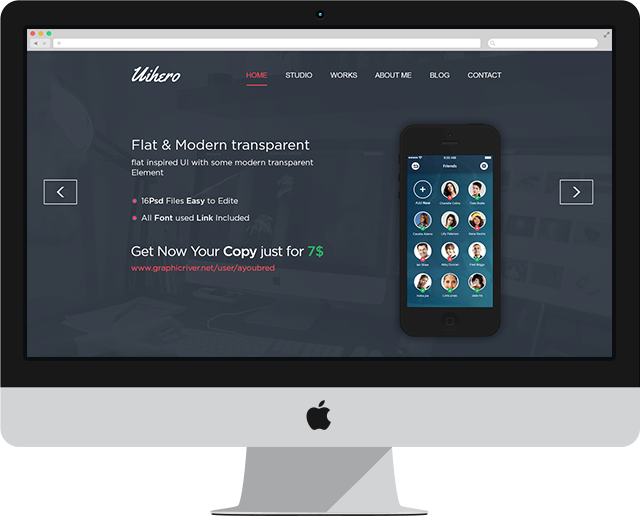 Uihero
HOME STUDIO WORKS ABOUT ME BLOG CONTACT
Flat & Modern transparent
flat inspired UI with some modern transparent
Element
16Psd Files Easy to Edite
All Font used Link Included
Get Now Your Copy just for 7$
www.graphicriver.net/user/ayoubred
Friends
Add New